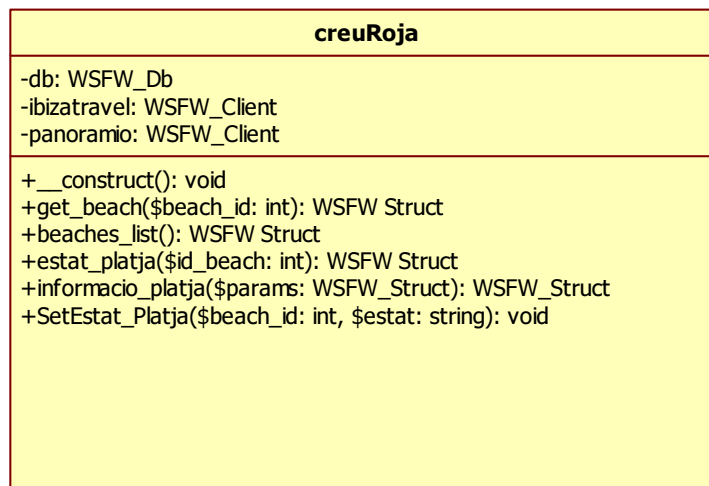 creuRoja
-db: WSFW_Db
-ibizatravel: WSFW_Client
-panoramio: WSFW_Client
+__construct(): void
+get_beach($beach_id: int): WSFW Struct
+beaches_list(): WSFW Struct
+estat_platja($id_beach: int): WSFW Struct
+informacio_platja($params: WSFW_Struct): WSFW_Struct
+SetEstat_Platja($beach_id: int, $estat: string): void